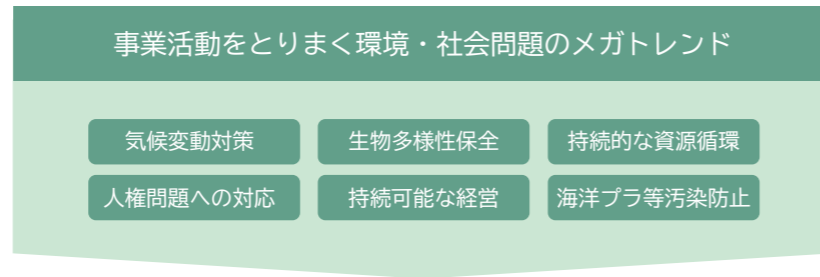 事業活動をとりまく環境・社会問題のメガトレンド
気候変動対策
生物多様性保全
持続的な資源循環
人権問題への対応
持続可能な経営
海洋プラ等汚染防止